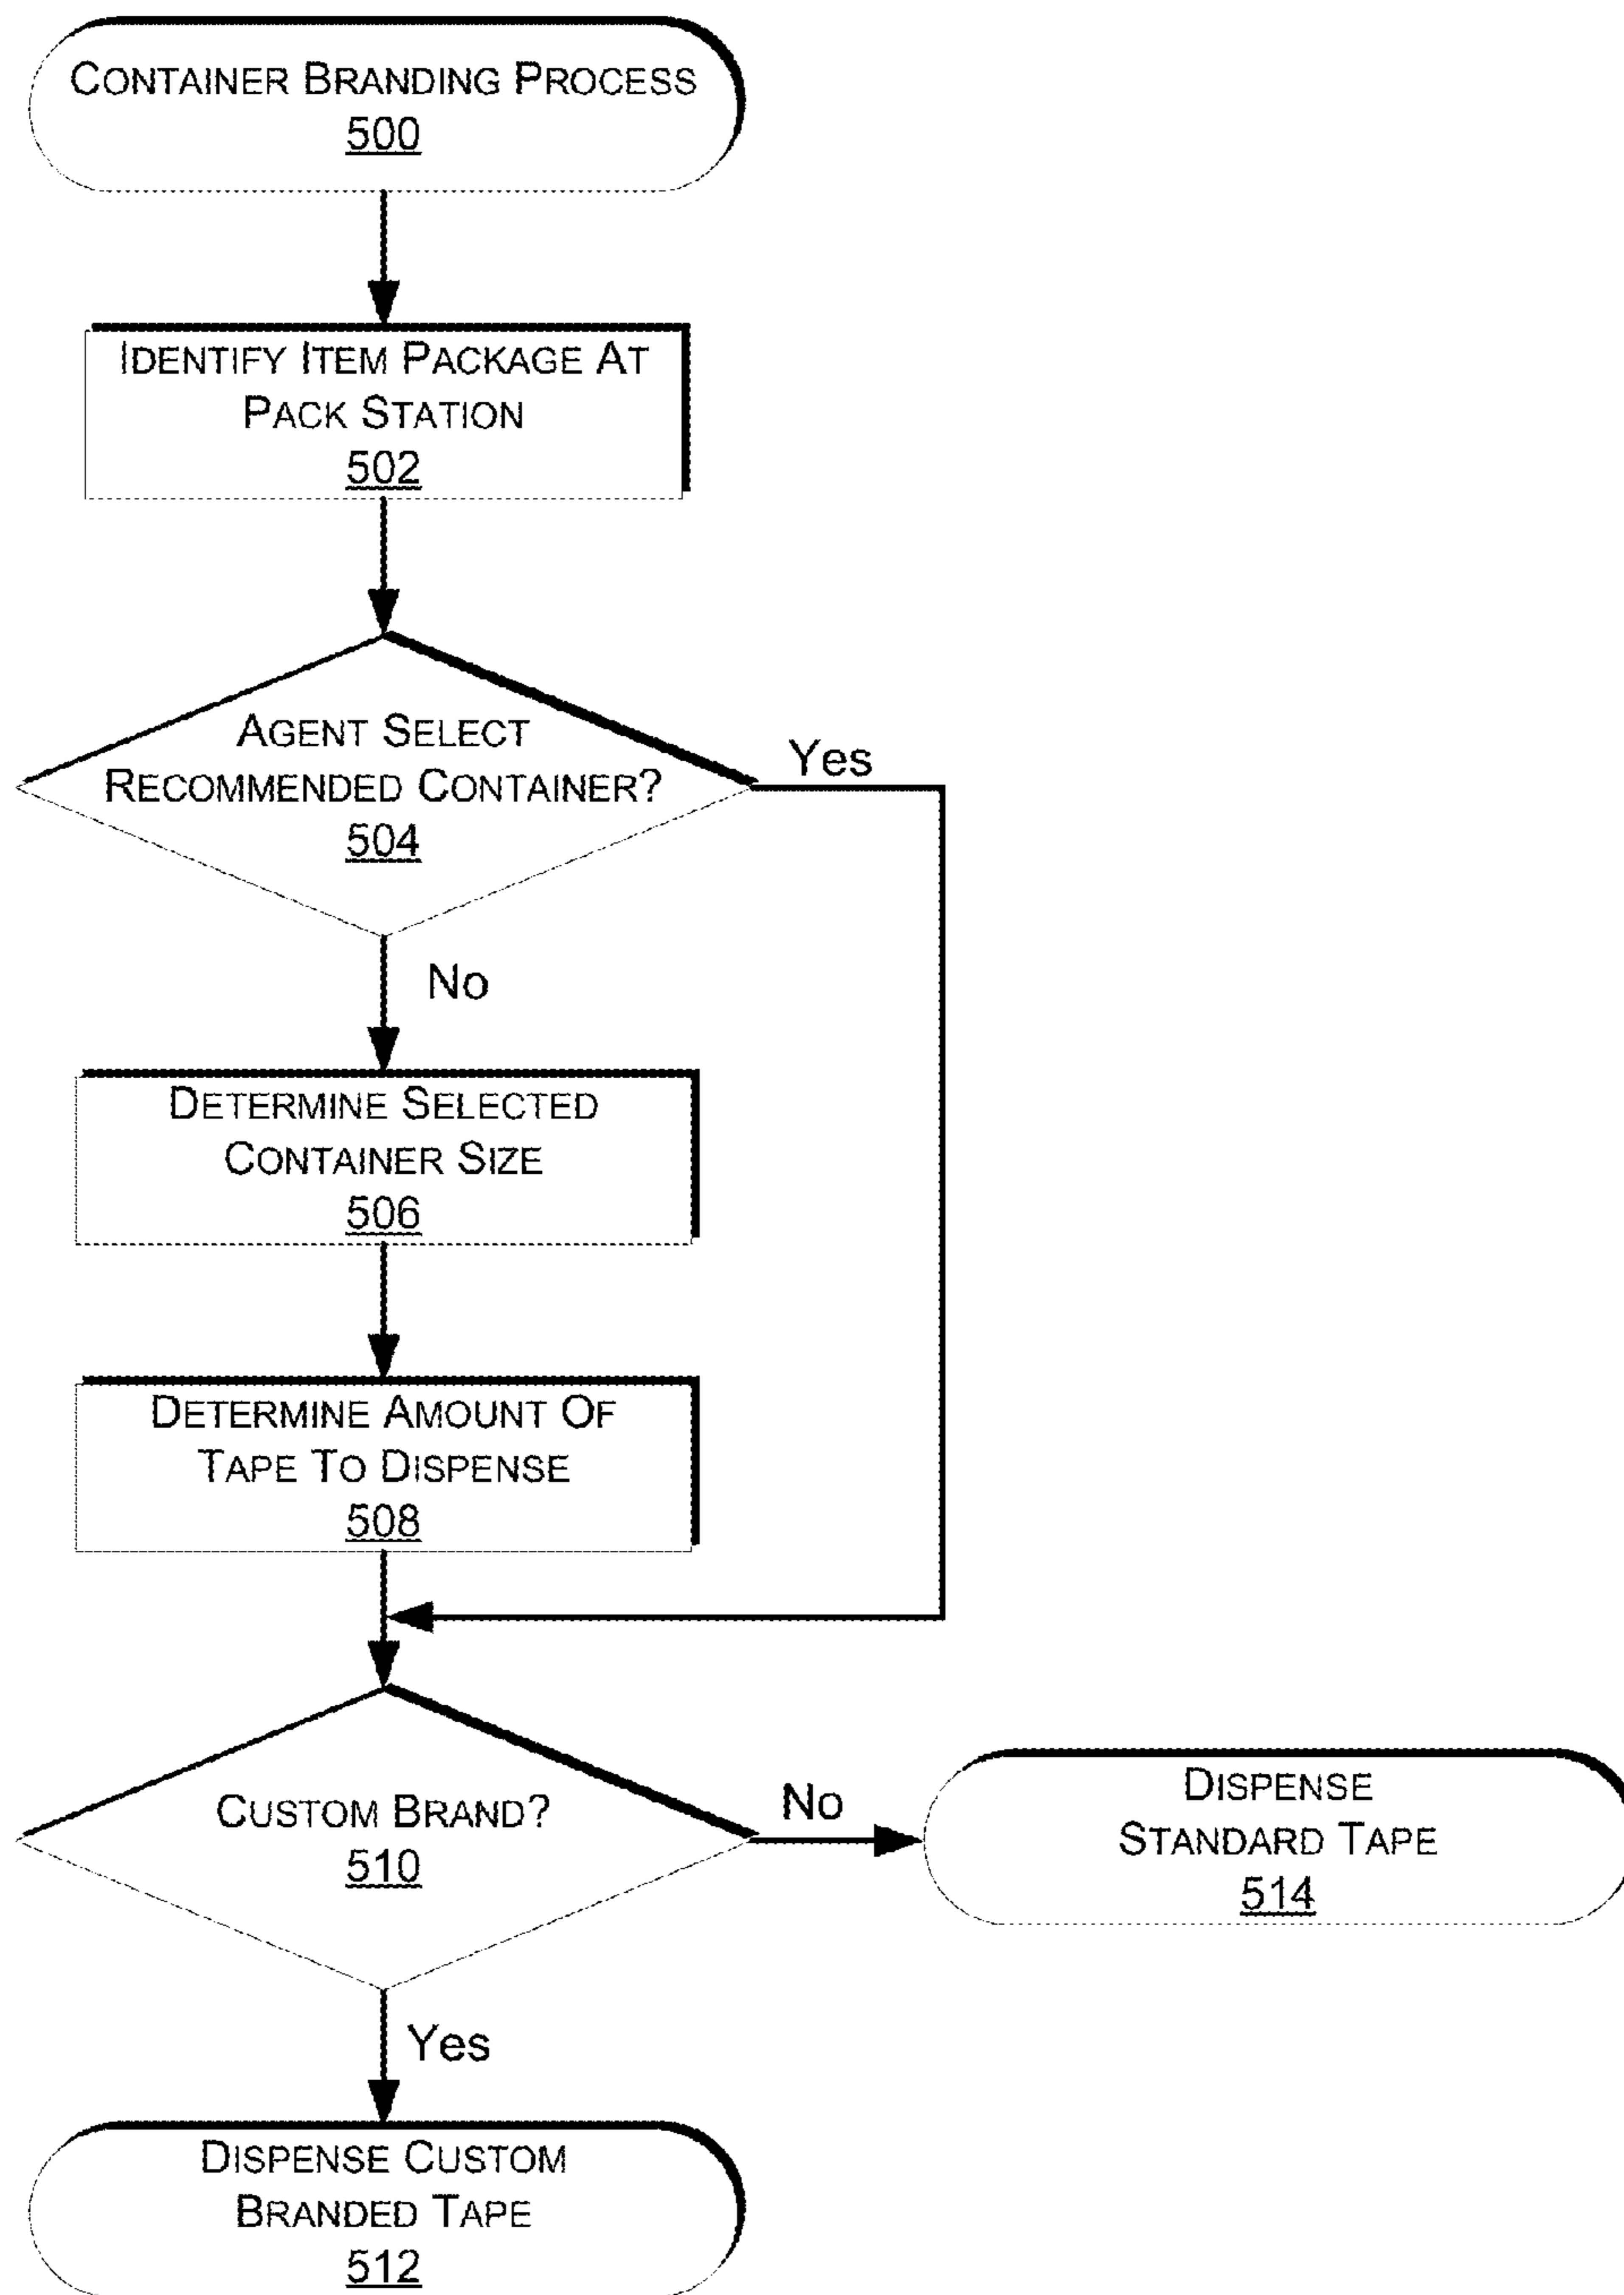 CONTAINER BRANDING PROCESS
500
IDENTIFY ITEM PACKAGE AT
PACK STATION
502
AGENT SELECT
RECOMMENDED CONTAINER?
504
Yes
No
DETERMINE SELECTED
CONTAINER SIZE
506
DETERMINE AMOUNT OF
TAPE TO DISPENSE
508
CUSTOM BRAND?
510
No
DISPENSE
STANDARD TAPE
514
Yes
DISPENSE CUSTOM
BRANDED TAPE
512